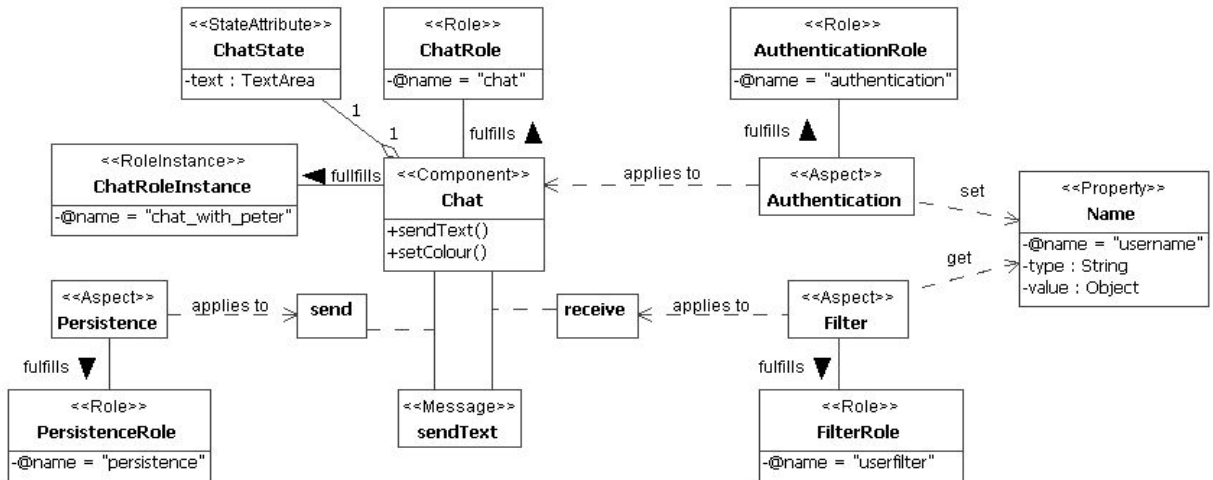 <<StateAttribute>>
ChatState
-text : TextArea
<<Role>>
ChatRole
-@name = "chat"
<<Role>>
AuthenticationRole
-@name = "authentication"
1
1
fulfills
fulfills
<<RoleInstance>>
ChatRoleInstance
-@name = "chat_with_peter"
fullfills
<<Component>>
Chat
+sendText()
+setColour()
applies to
<<Aspect>>
Authentication
set
<<Property>>
Name
-@name = "username"
-type : String
-value : Object
get
<<Aspect>>
Persistence
applies to
send
receive
applies to
<<Aspect>>
Filter
fulfills
fulfills
<<Role>>
PersistenceRole
-@name = "persistence"
<<Message>>
sendText
<<Role>>
FilterRole
-@name = "userfilter"